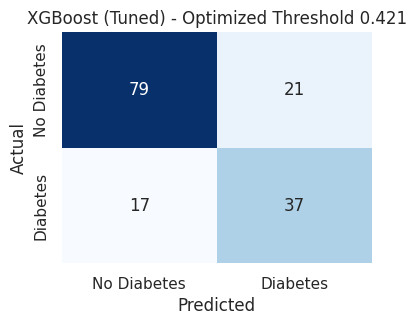 XGBoost (Tuned) - Optimized Threshold 0.421
Actual
No Diabetes
79
21
Diabetes
17
37
No Diabetes
Diabetes
Predicted